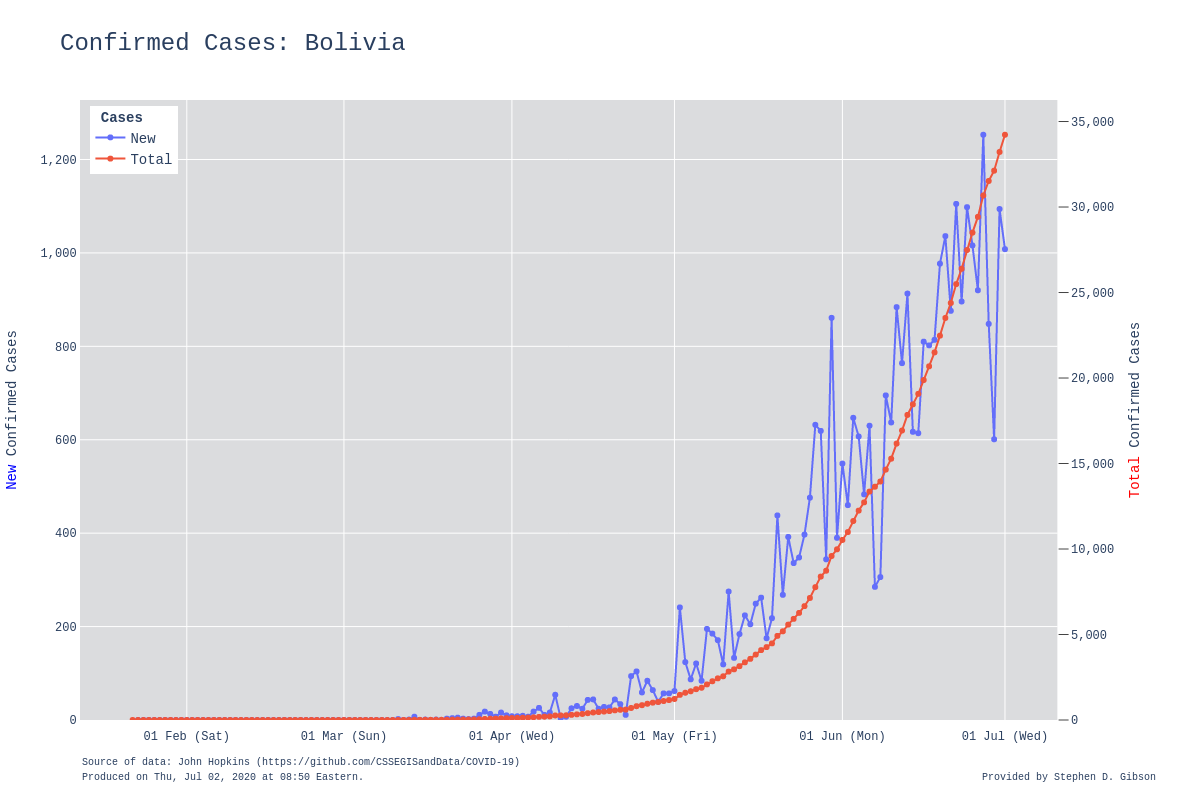 Confirmed Cases: Bolivia
Cases
New
Total
1,200
1,000
800
600
400
200
0
New Confirmed Cases
35,000
30,000
25,000
20,000
15,000
10,000
5,000
0
Total Confirmed Cases
01 Feb (Sat) 01 Mar (Sun) 01 Apr (Wed) 01 May (Fri) 01 Jun (Mon) 01 Jul (Wed)
Source of data: John Hopkins (https://github.com/CSSEGISandData/COVID-19)
Produced on Thu, Jul 02, 2020 at 08:50 Eastern.
Provided by Stephen D. Gibson